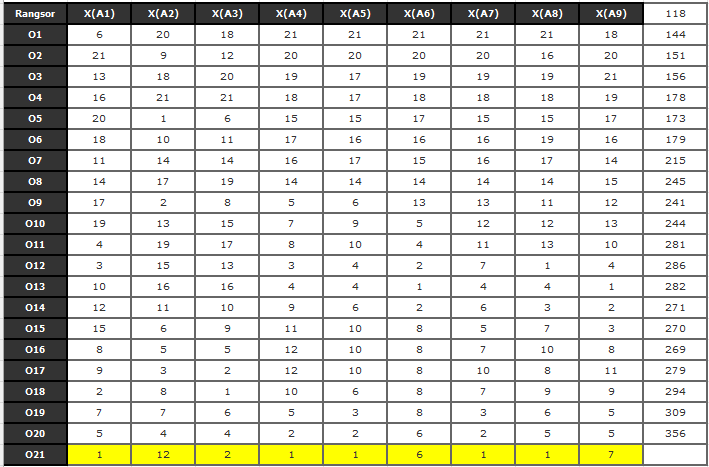 Rangsor X(A1) X(A2) X(A3) X(A4) X(A5) X(A6) X(A7) X(A8) X(A9) 118
O1 6 20 18 21 21 21 21 21 18 144
O2 21 9 12 20 20 20 20 16 20 151
O3 13 18 20 19 17 19 19 19 21 156
O4 16 21 21 18 17 18 18 18 19 178
O5 20 1 6 15 15 17 15 15 17 173
O6 18 10 11 17 16 16 16 19 16 179
O7 11 14 14 16 17 15 16 17 14 215
O8 14 17 19 14 14 14 14 14 15 245
O9 17 2 8 5 6 13 13 11 12 241
O10 19 13 15 7 9 5 12 12 13 244
O11 4 19 17 8 10 4 11 13 10 281
O12 3 15 13 3 4 2 7 1 4 286
O13 10 16 16 4 4 1 4 4 1 282
O14 12 11 10 9 6 2 6 3 2 271
O15 15 6 9 11 10 8 5 7 3 270
O16 8 5 5 12 10 8 7 10 8 269
O17 9 3 2 12 10 8 10 8 11 279
O18 2 8 1 10 6 8 7 9 9 294
O19 7 7 6 5 3 8 3 6 5 309
O20 5 4 4 2 2 6 2 5 5 356
O21 1 12 2 1 1 6 1 1 7